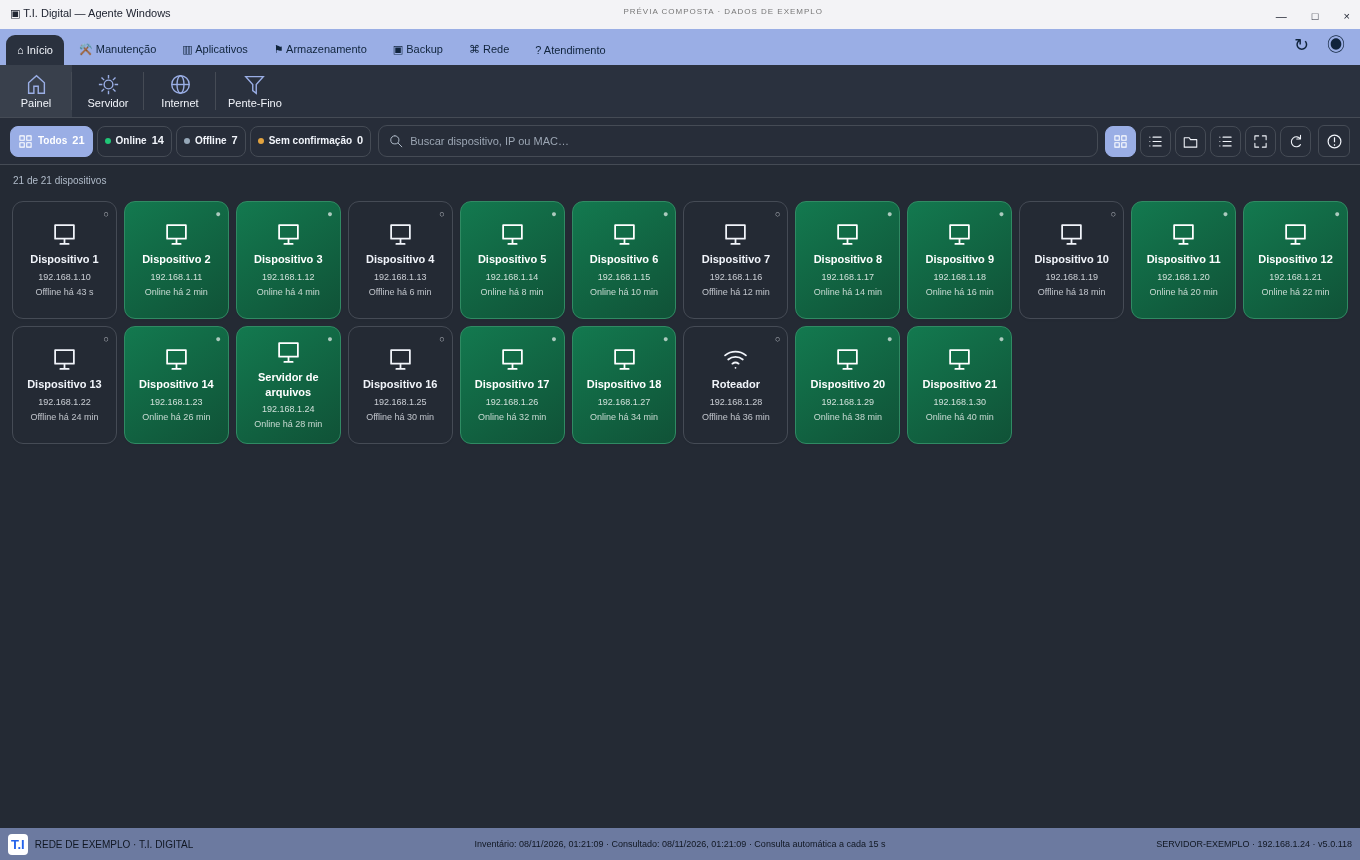 T.I. Digital — Agente Windows
PRÉVIA COMPOSTA · DADOS DE EXEMPLO
Início Manutenção Aplicativos Armazenamento Backup Rede ? Atendimento
Painel Servidor Internet Pente-Fino
Todos 21 Online 14 Offline 7 Sem confirmação 0 Buscar dispositivo, IP ou MAC…
21 de 21 dispositivos
Dispositivo 1 Dispositivo 2 Dispositivo 3 Dispositivo 4 Dispositivo 5 Dispositivo 6 Dispositivo 7 Dispositivo 8 Dispositivo 9 Dispositivo 10 Dispositivo 11 Dispositivo 12
192.168.1.10 192.168.1.11 192.168.1.12 192.168.1.13 192.168.1.14 192.168.1.15 192.168.1.16 192.168.1.17 192.168.1.18 192.168.1.19 192.168.1.20 192.168.1.21
Offline há 43 s Online há 2 min Online há 4 min Offline há 6 min Online há 8 min Online há 10 min Offline há 12 min Online há 14 min Online há 16 min Offline há 18 min Online há 20 min Online há 22 min
Dispositivo 13 Dispositivo 14 Servidor de arquivos Dispositivo 16 Dispositivo 17 Dispositivo 18 Roteador Dispositivo 20 Dispositivo 21
192.168.1.22 192.168.1.23 192.168.1.24 192.168.1.25 192.168.1.26 192.168.1.27 192.168.1.28 192.168.1.29 192.168.1.30
Offline há 24 min Online há 26 min Online há 28 min Offline há 30 min Online há 32 min Online há 34 min Offline há 36 min Online há 38 min Online há 40 min
T.I REDE DE EXEMPLO · T.I. DIGITAL
Inventário: 08/11/2026, 01:21:09 · Consultado: 08/11/2026, 01:21:09 · Consulta automática a cada 15 s
SERVIDOR-EXEMPLO · 192.168.1.24 · v5.0.118